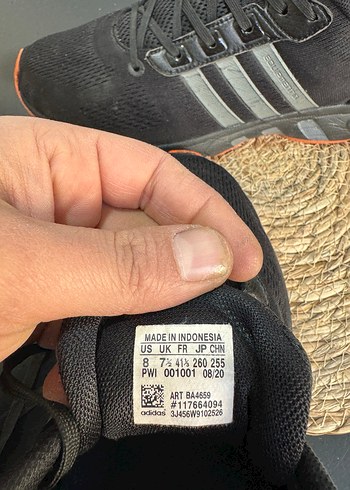 MADE IN INDONESIA
US UK FR JP CHN
8 7½ 41⅓ 260 255
PWI 001001 08/20
ART BA4659
#117664094
adidas 3J456W9102526